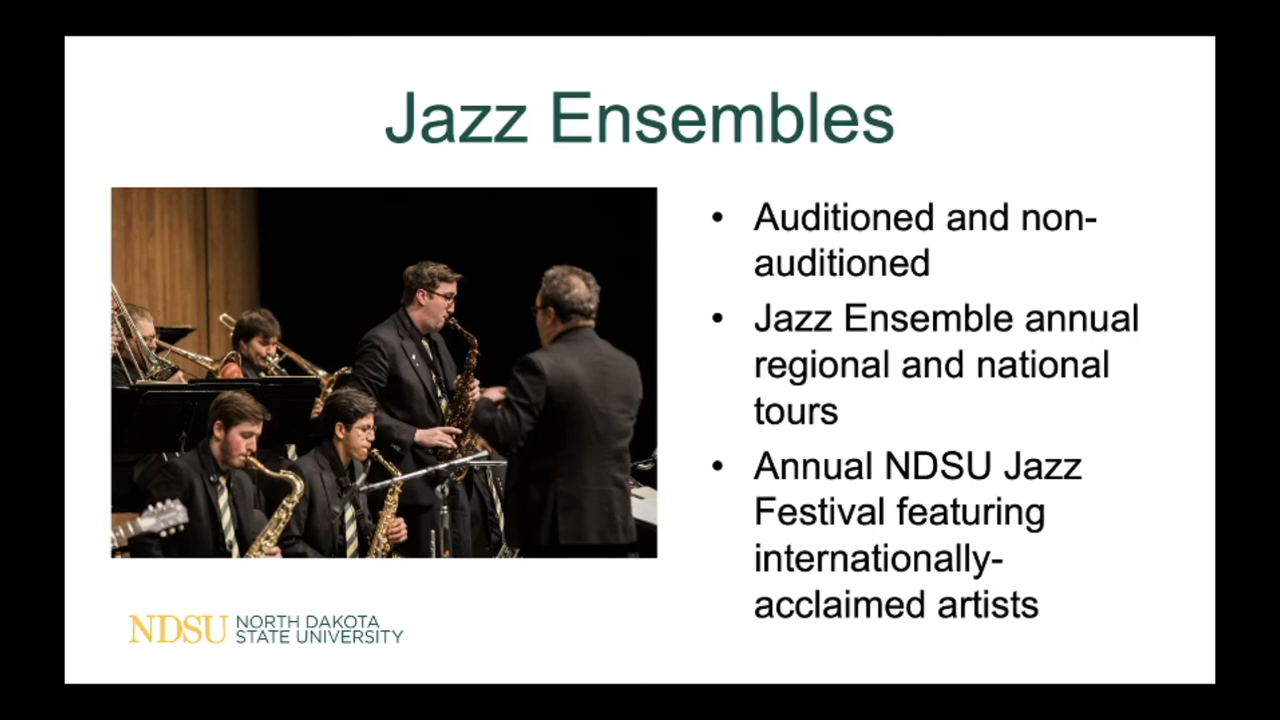 Jazz Ensembles
• Auditioned and non-
auditioned
• Jazz Ensemble annual
regional and national
tours
• Annual NDSU Jazz
Festival featuring
internationally-
acclaimed artists
NDSU NORTH DAKOTA
STATE UNIVERSITY